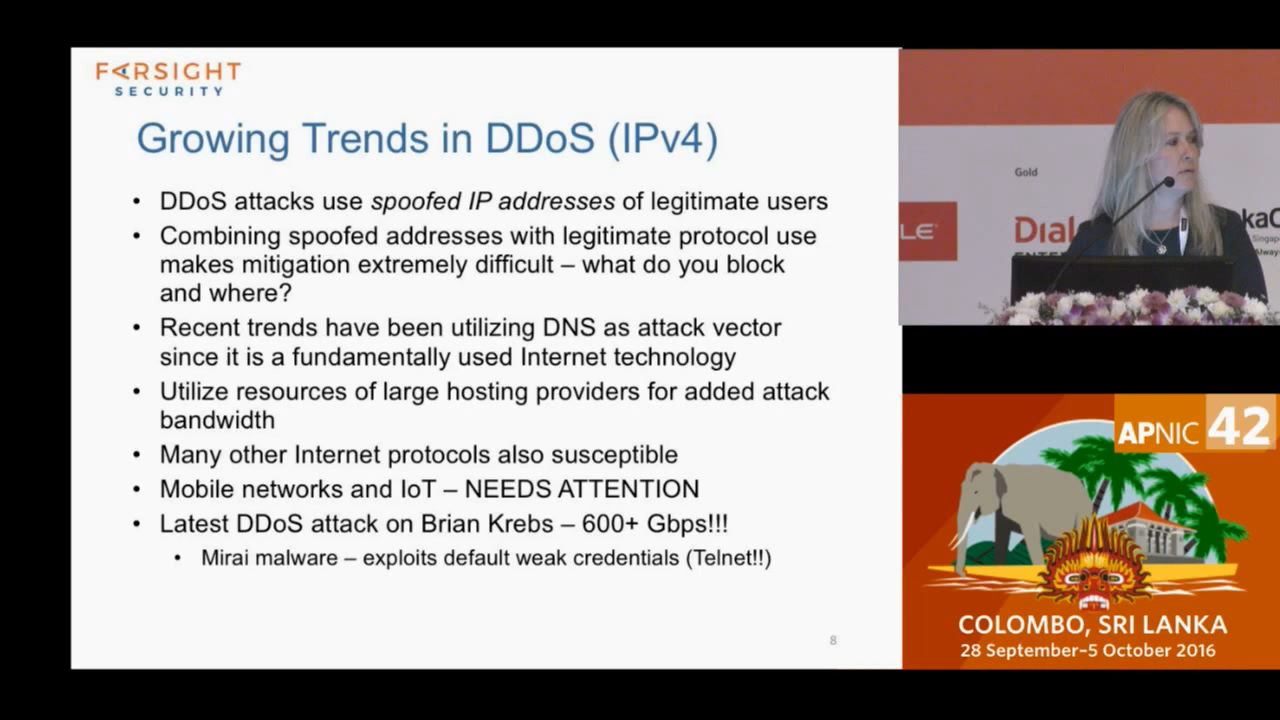 FARSIGHT
SECURITY
Growing Trends in DDoS (IPv4)
• DDoS attacks use spoofed IP addresses of legitimate users
• Combining spoofed addresses with legitimate protocol use
makes mitigation extremely difficult – what do you block
and where?
• Recent trends have been utilizing DNS as attack vector
since it is a fundamentally used Internet technology
• Utilize resources of large hosting providers for added attack
bandwidth
• Many other Internet protocols also susceptible
• Mobile networks and IoT – NEEDS ATTENTION
• Latest DDoS attack on Brian Krebs – 600+ Gbps!!!
• Mirai malware – exploits default weak credentials (Telnet!!)
8
Gold
LE
Dial
kaC
Singap
Alway
APNIC 42
COLOMBO, SRI LANKA
28 September–5 October 2016